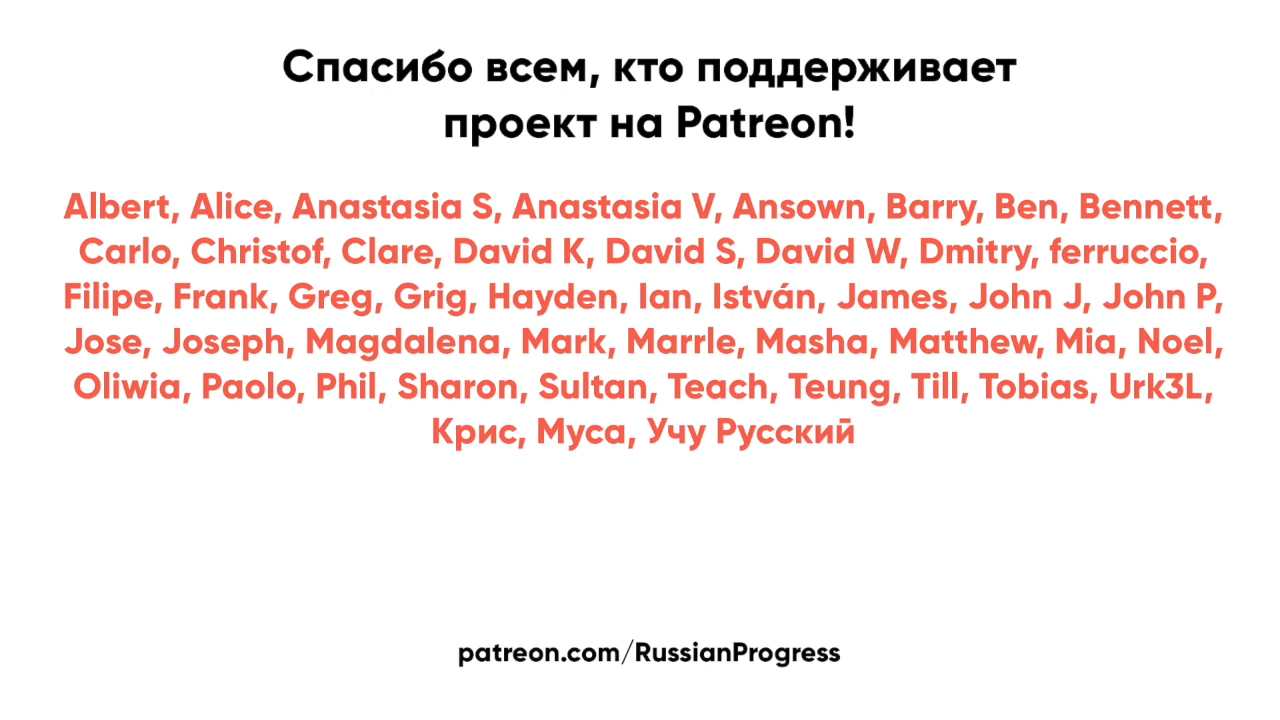 Спасибо всем, кто поддерживает
проект на Patreon!
Albert, Alice, Anastasia S, Anastasia V, Ansown, Barry, Ben, Bennett,
Carlo, Christof, Clare, David K, David S, David W, Dmitry, ferruccio,
Filipe, Frank, Greg, Grig, Hayden, Ian, István, James, John J, John P,
Jose, Joseph, Magdalena, Mark, Marrle, Masha, Matthew, Mia, Noel,
Oliwia, Paolo, Phil, Sharon, Sultan, Teach, Teung, Till, Tobias, Urk3L,
Крис, Муса, Учу Русский
patreon.com/RussianProgress